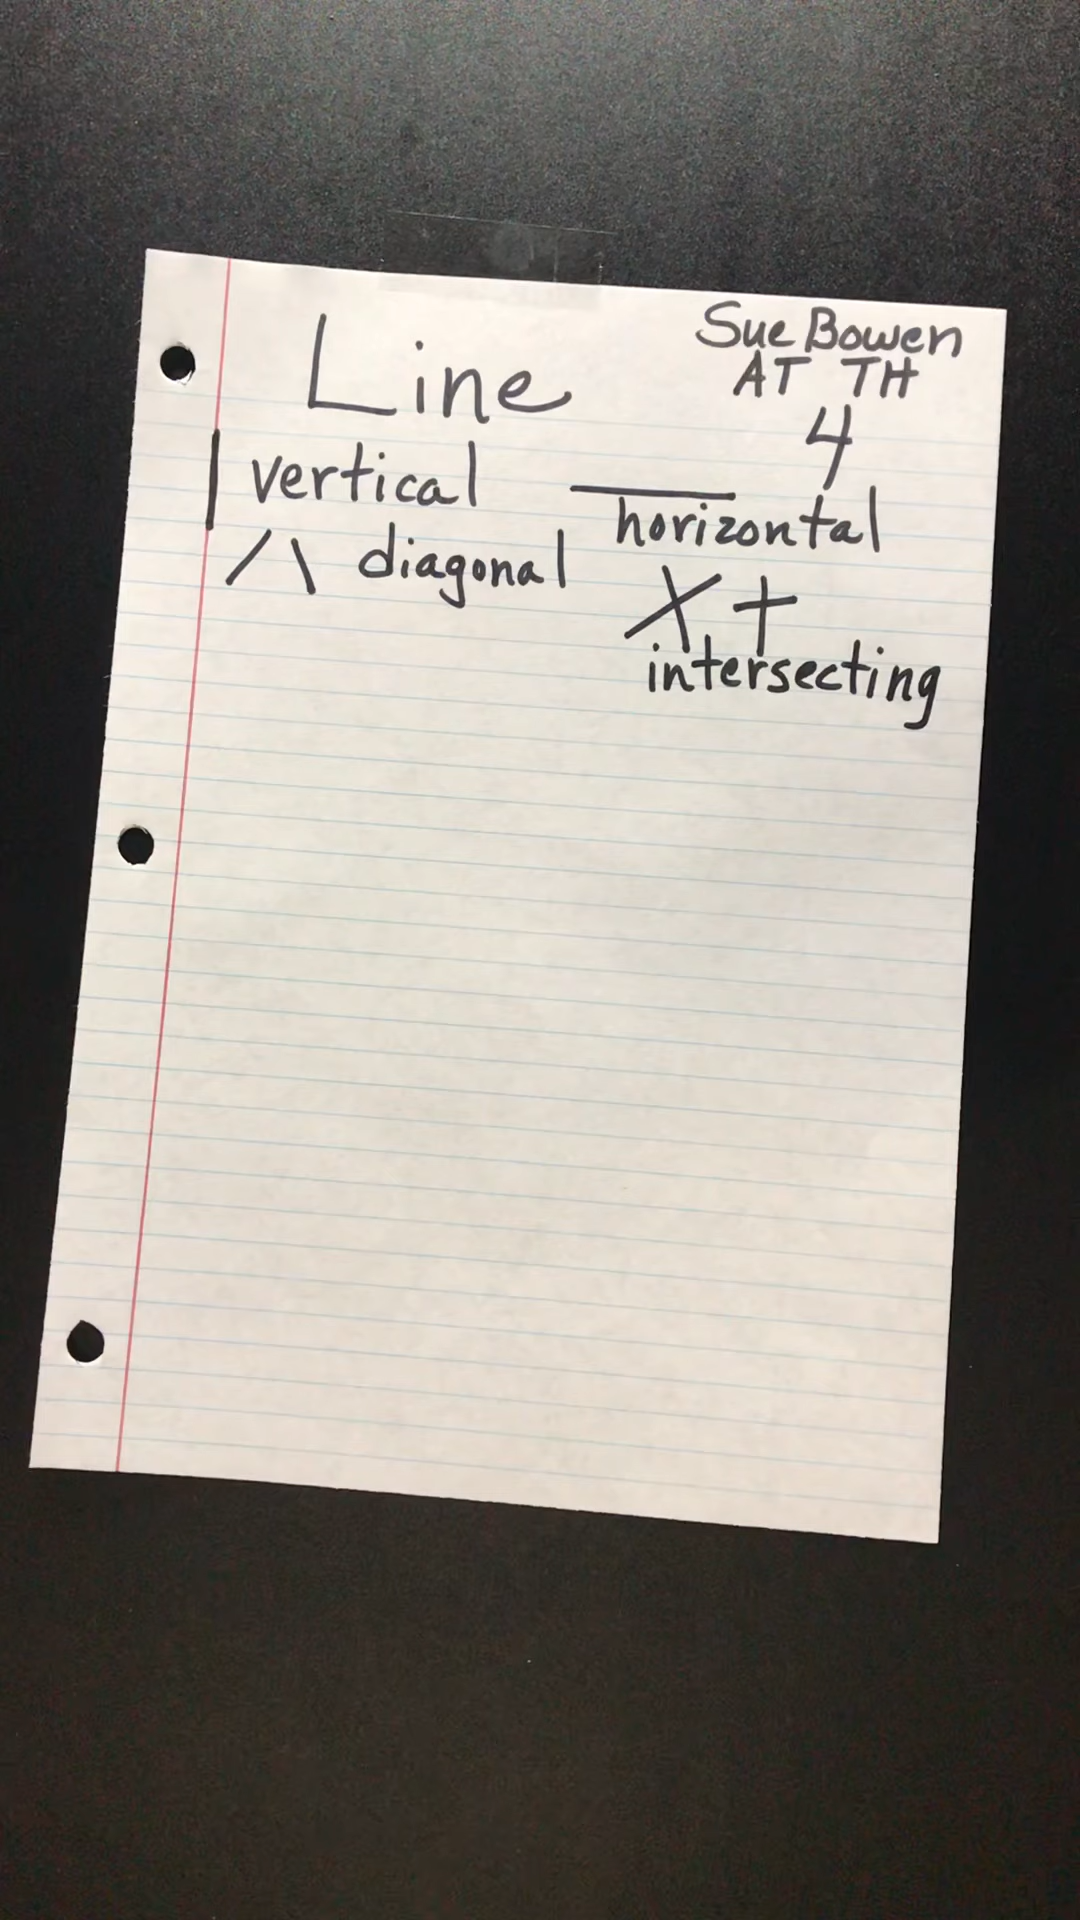 Line
Sue Bowen
AT TH
4
vertical
horizontal
diagonal
intersecting